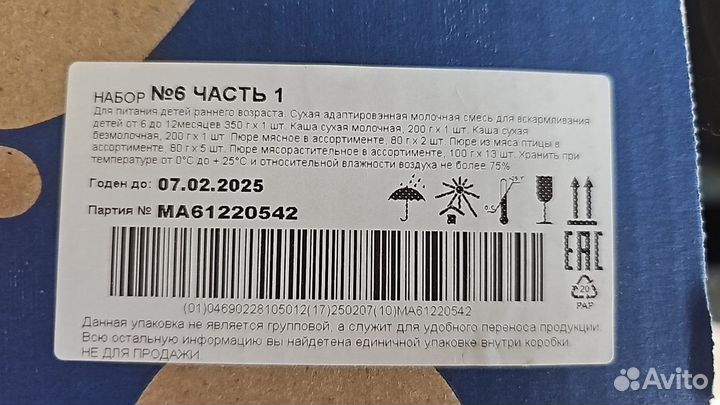 НАБОР №6 ЧАСТЬ 1
Для питания детей раннего возраста. Сухая адаптированная молочная смесь для вскармливания
детей от 6 до 12месяцев 350 г х 1 шт. Каша сухая молочная, 200 г х 1 шт. Каша сухая
безмолочная, 200 г х 1 шт. Пюре мясное в ассортименте, 80 г х 2 шт. Пюре из мяса птицы в
ассортименте, 80 г х 5 шт. Пюре мясорастительное в ассортименте, 100 г х 13 шт. Хранить при
температуре от 0°С до + 25°С и относительной влажности воздуха не более 75%
Годен до: 07.02.2025
Партия № МА61220542
EAC
20
PAP
(01)04690228105012(17)250207(10)MA61220542
Данная упаковка не является групповой, а служит для удобного переноса продукции.
Всю остальную информацию вы найдетена единичной упаковке внутри коробки.
НЕ ДЛЯ ПРОДАЖИ.
Avito